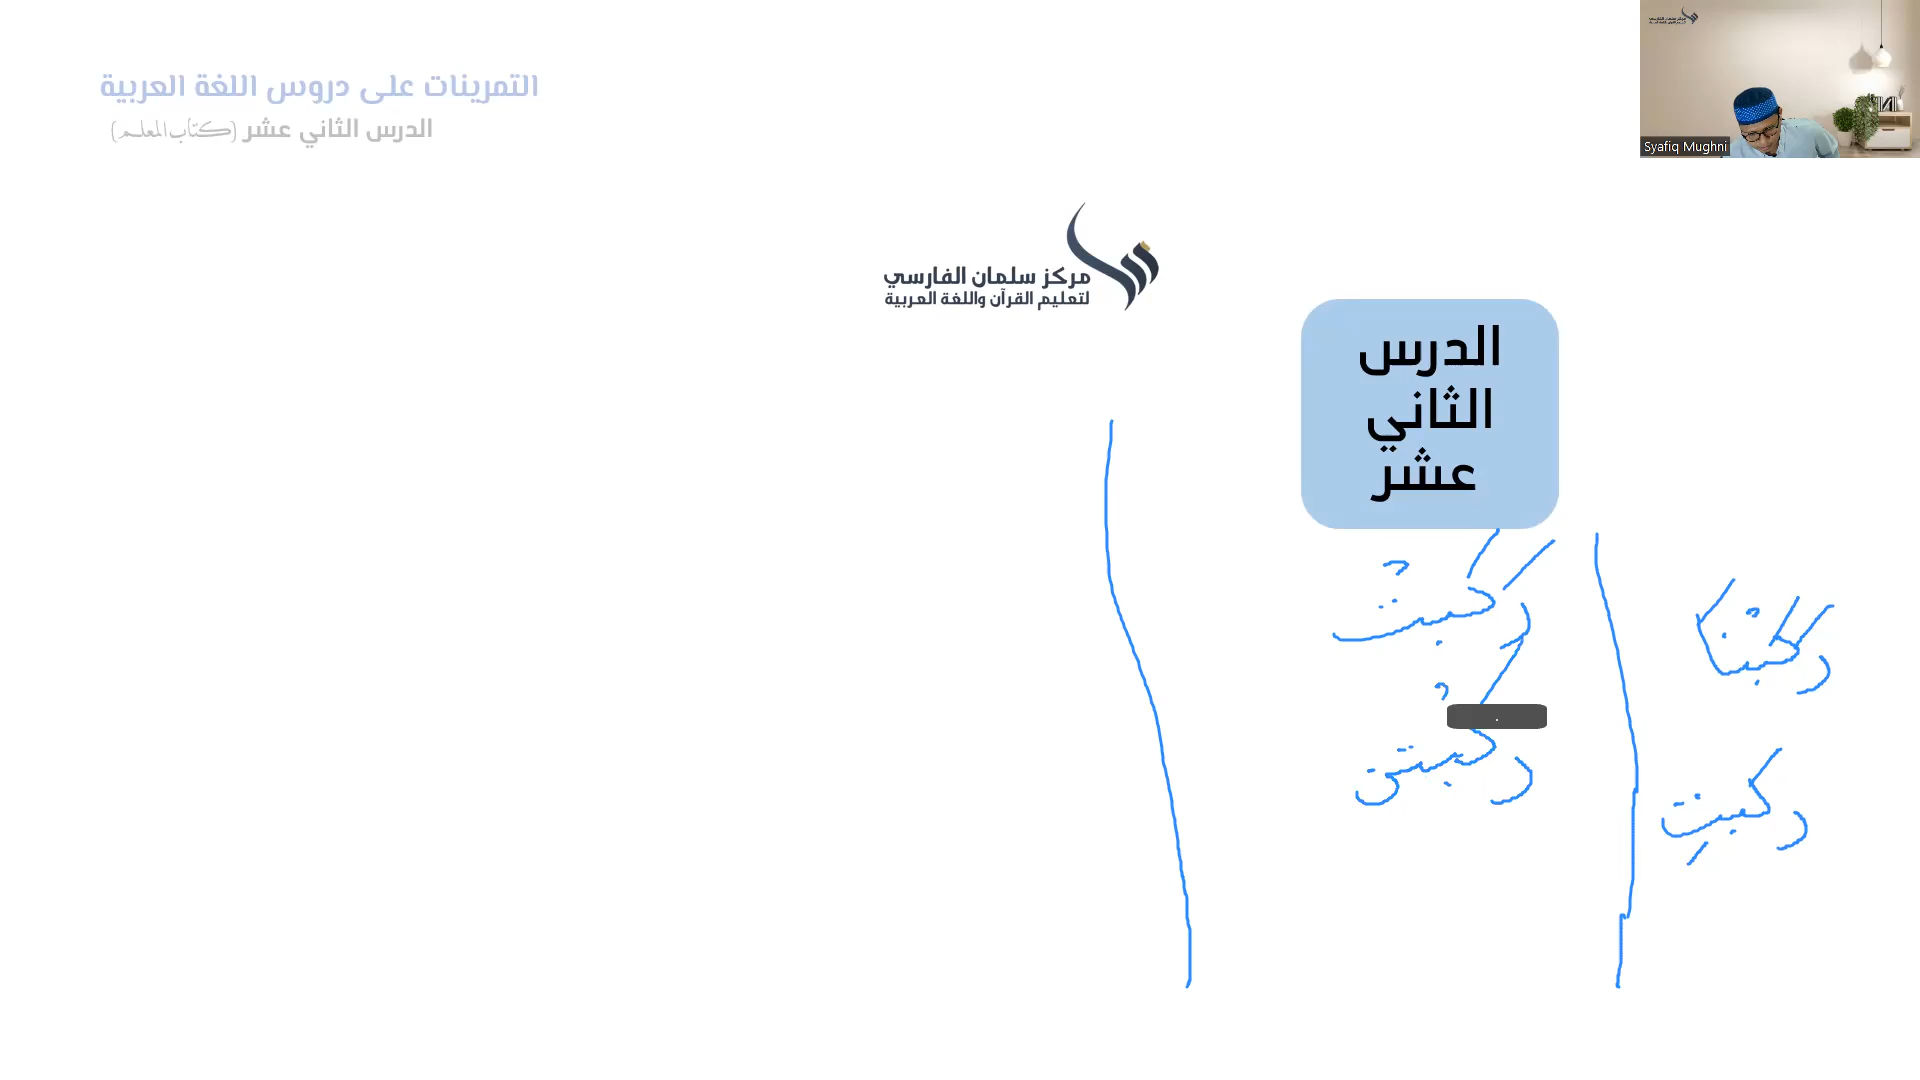 التمرينات على دروس اللغة العربية
الدرس الثاني عشر (كتاب المعلم)
مركز سلمان الفارسي
لتعليم القرآن واللغة العربية
Syafiq Mughni
الدرس
الثاني
عشر
ركبتُ
ركبنا
ركبتِ